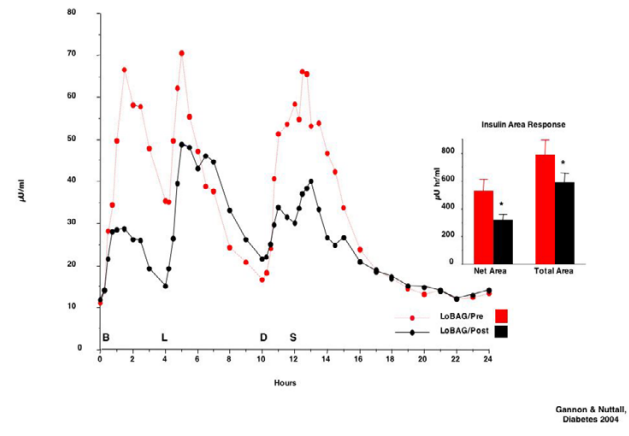 80
70
60
50
40
30
20
10
0
µU/ml
B
L
D
S
0 2 4 6 8 10 12 14 16 18 20 22 24
Hours
Insulin Area Response
800
600
400
200
0
µU hr/ml
*
*
Net Area
Total Area
LoBAG/Pre
LoBAG/Post
Gannon & Nuttall,
Diabetes 2004